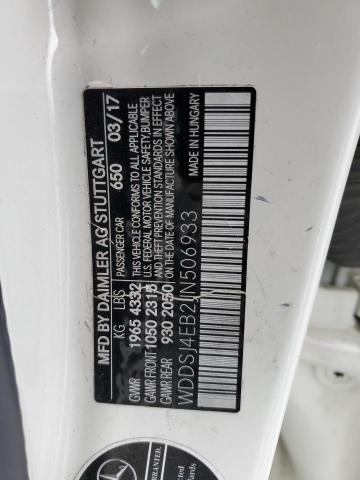 MFD BY DAIMLER AG/STUTTGART
KG LBS PASSENGER CAR 650 03/17
GVWR 1965 4332 THIS VEHICLE CONFORMS TO ALL APPLICABLE
GAWR FRONT 1050 2315 U.S. FEDERAL MOTOR VEHICLE SAFETY, BUMPER
GAWR REAR 930 2050 AND THEFT PREVENTION STANDARDS IN EFFECT
ON THE DATE OF MANUFACTURE SHOWN ABOVE
WDDSJ4EB2JN506933 MADE IN HUNGARY